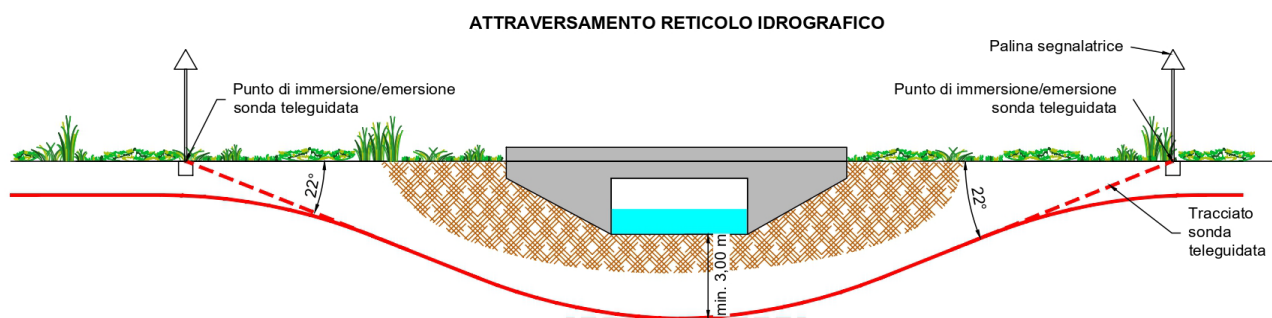 ATTRAVERSAMENTO RETICOLO IDROGRAFICO
Palina segnalatrice
Punto di immersione/emersione
sonda teleguidata
Punto di immersione/emersione
sonda teleguidata
22°
22°
min. 3,00 m
Tracciato
sonda
teleguidata